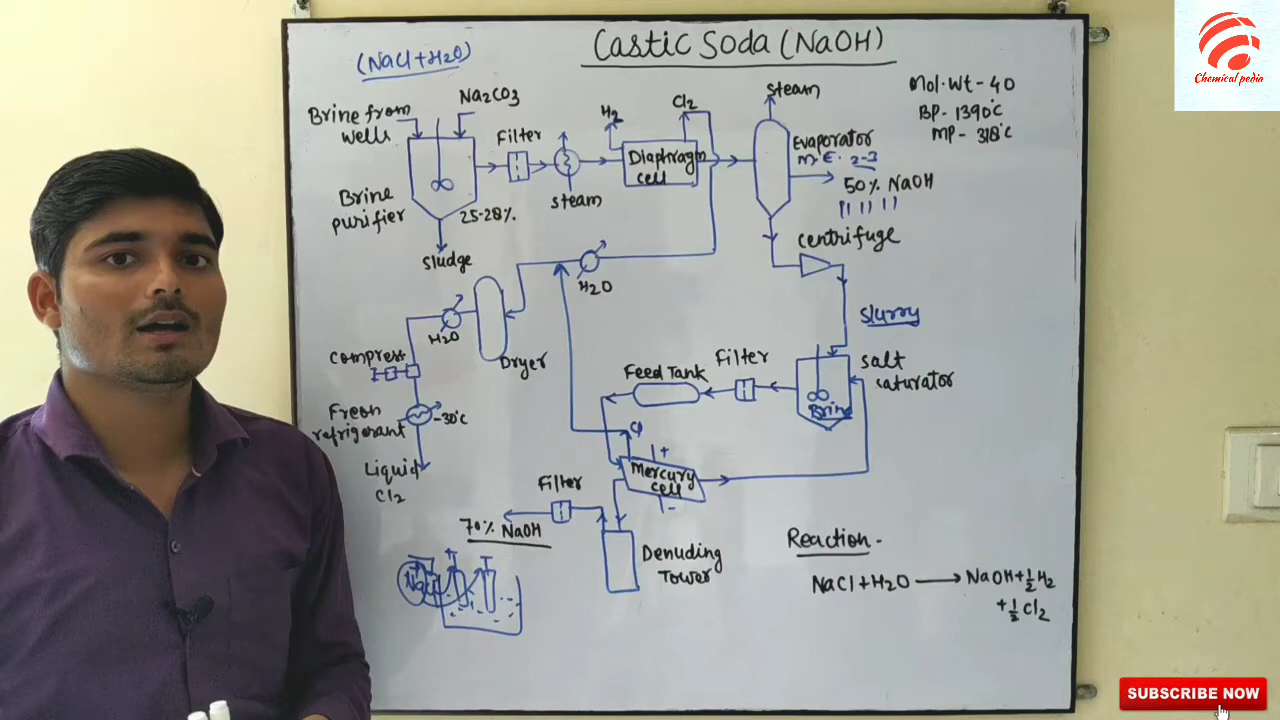 Castic Soda (NaOH)
(NaCl+H2O)
Mol.Wt - 40
BP- 1390°C
MP- 318°C
Chemical pedia
Brine from
wells
Na2CO3
Filter
H2
Cl2
steam
Brine
purifier
25-28%
sludge
steam
Diaphragm
cell
Evaporator
M.E. 2-3
50% NaOH
centrifuge
slurry
H2O
H2O
Dryer
compress
Fresh
refrigerant
-30°C
Liquid
Cl2
Feed Tank
Filter
salt
saturator
Brine
Cl
+
Mercury
cell
-
Filter
70% NaOH
Denuding
Tower
Reaction -
NaCl + H2O → NaOH + 1/2 H2
+ 1/2 Cl2
SUBSCRIBE NOW